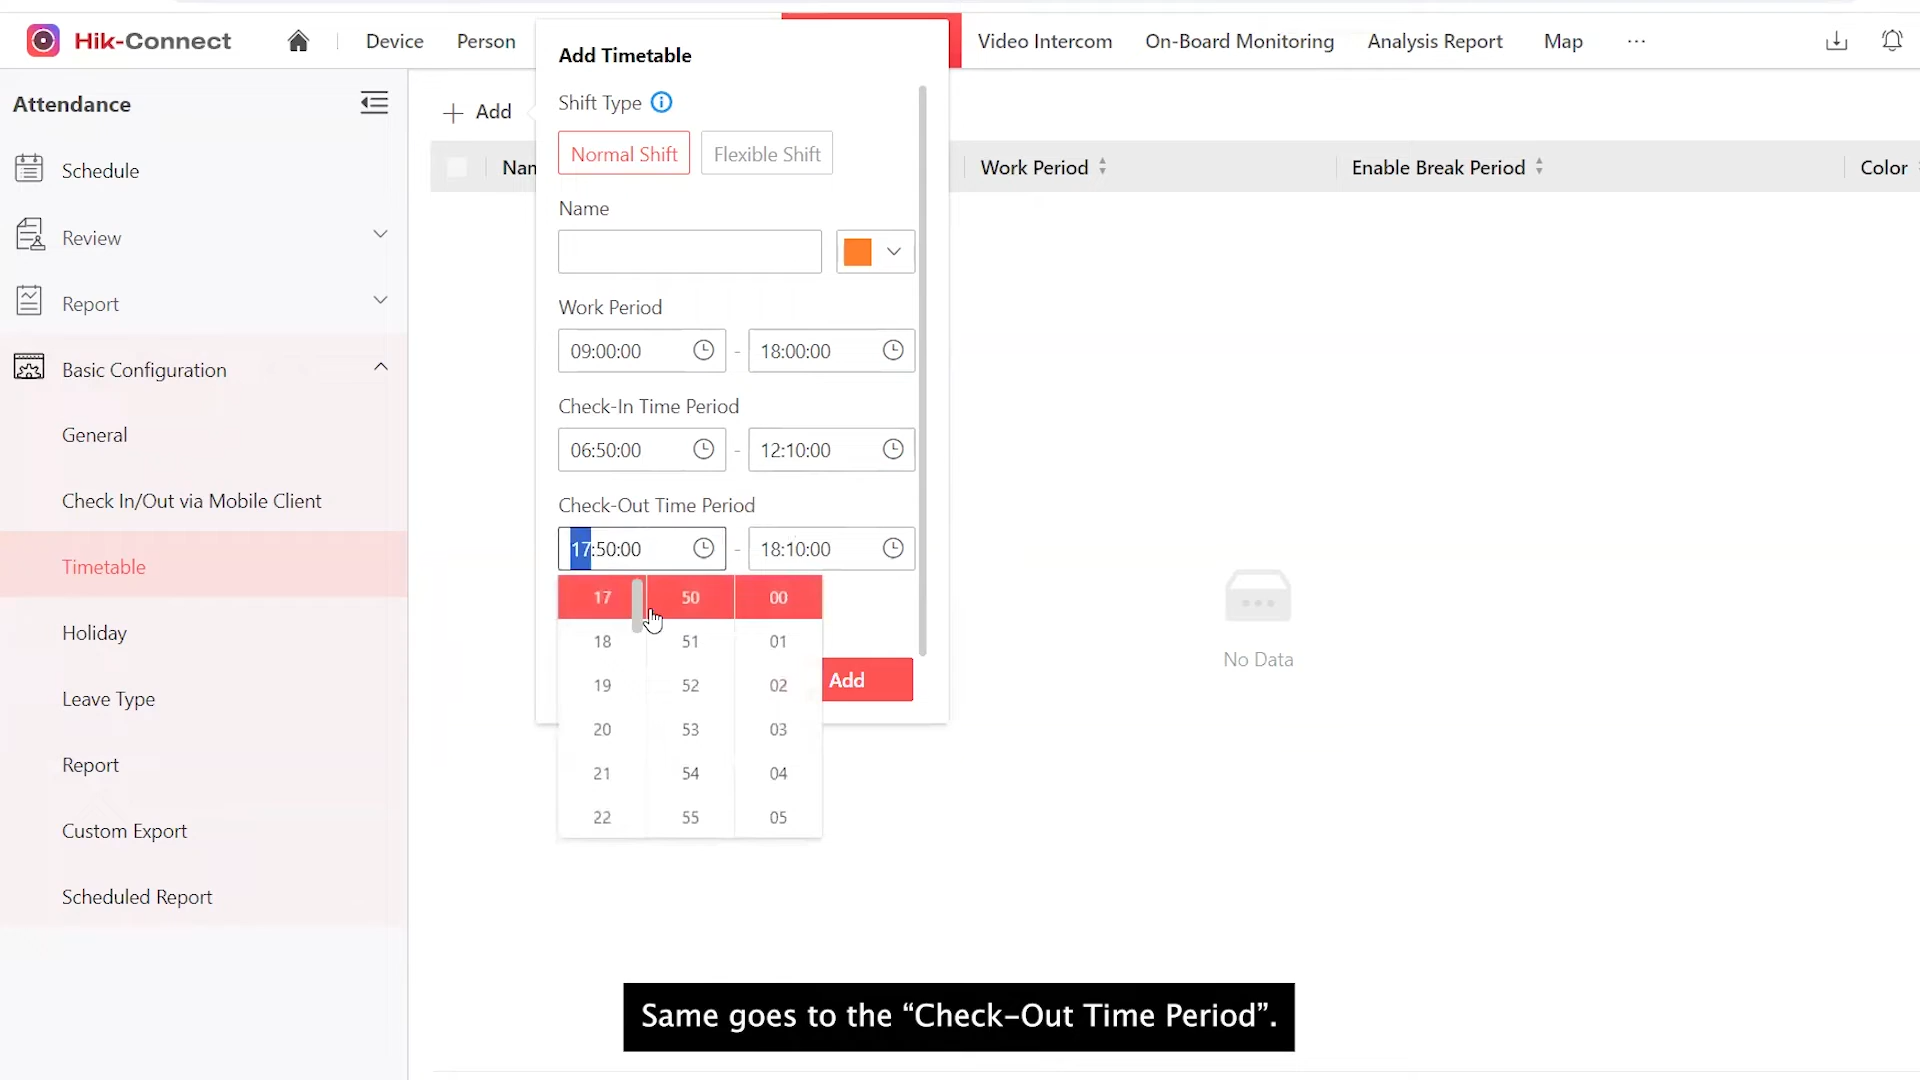 Hik-Connect
Device
Person
Video Intercom
On-Board Monitoring
Analysis Report
Map
...
Attendance
Schedule
Review
Report
Basic Configuration
General
Check In/Out via Mobile Client
Timetable
Holiday
Leave Type
Report
Custom Export
Scheduled Report
+ Add
Nam
Work Period
Enable Break Period
Color
Add Timetable
Shift Type
Normal Shift Flexible Shift
Name
Work Period
09:00:00 - 18:00:00
Check-In Time Period
06:50:00 - 12:10:00
Check-Out Time Period
17:50:00 - 18:10:00
17 50 00
18 51 01
19 52 02
20 53 03
21 54 04
22 55 05
Add
No Data
Same goes to the “Check-Out Time Period”.